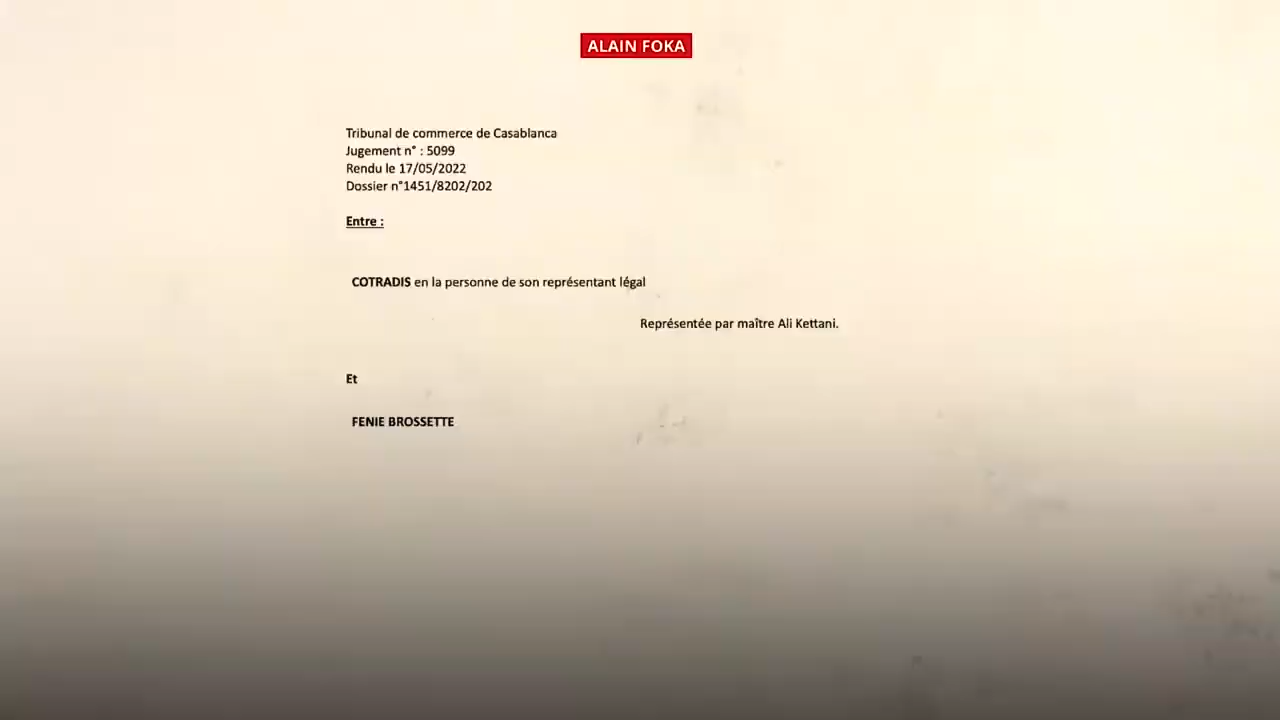 ALAIN FOKA
Tribunal de commerce de Casablanca
Jugement n° : 5099
Rendu le 17/05/2022
Dossier n°1451/8202/202
Entre :
COTRADIS en la personne de son représentant légal
Représentée par maître Ali Kettani.
Et
FENIE BROSSETTE